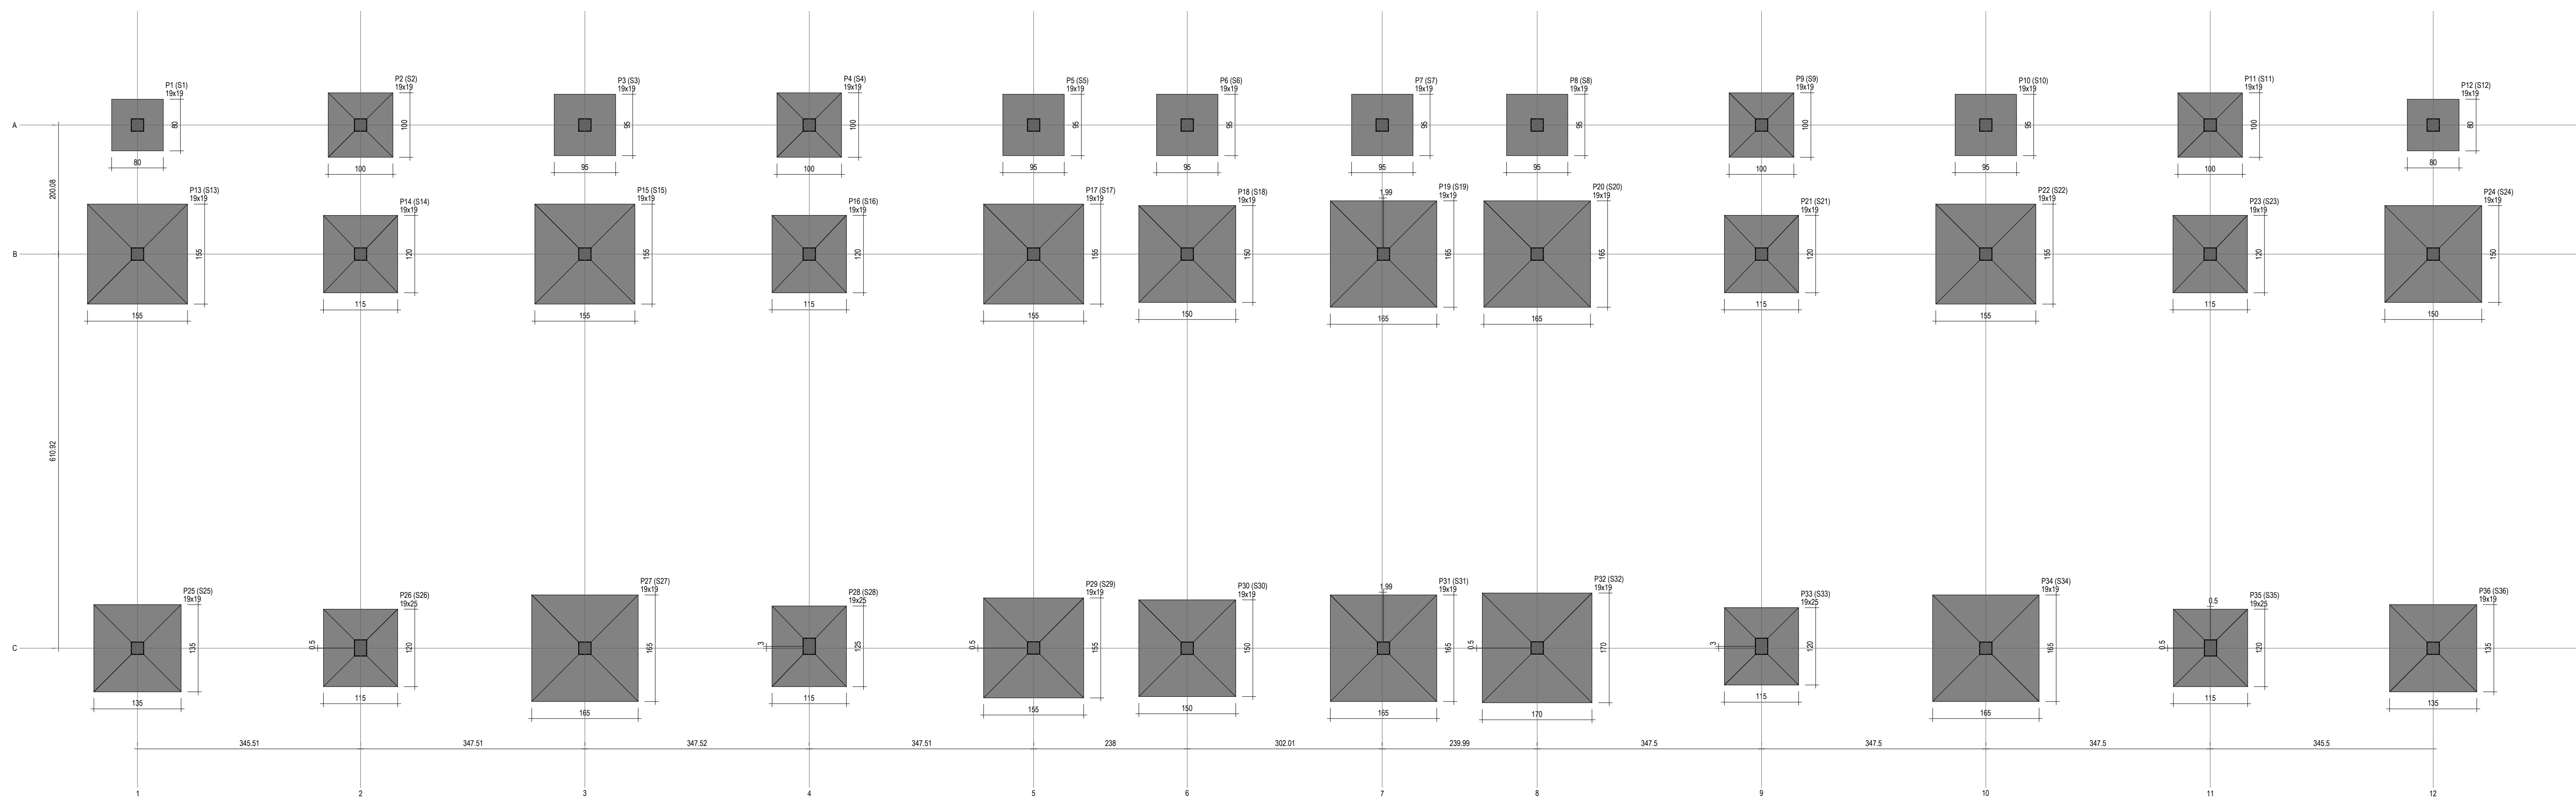 P1 (S1)
19x19
80
80
P2 (S2)
19x19
100
100
P3 (S3)
19x19
95
95
P4 (S4)
19x19
100
100
P5 (S5)
19x19
95
95
P6 (S6)
19x19
95
95
P7 (S7)
19x19
95
95
P8 (S8)
19x19
95
95
P9 (S9)
19x19
100
100
P10 (S10)
19x19
95
95
P11 (S11)
19x19
100
100
P12 (S12)
19x19
80
80
A
200.08
P13 (S13)
19x19
155
155
P14 (S14)
19x19
120
115
P15 (S15)
19x19
155
155
P16 (S16)
19x19
120
115
P17 (S17)
19x19
155
155
P18 (S18)
19x19
150
150
1.99
P19 (S19)
19x19
165
165
P20 (S20)
19x19
165
165
P21 (S21)
19x19
120
115
P22 (S22)
19x19
155
155
P23 (S23)
19x19
120
115
P24 (S24)
19x19
150
150
B
610.92
P25 (S25)
19x19
135
135
P26 (S26)
19x25
0.5
120
115
P27 (S27)
19x19
165
165
P28 (S28)
19x25
3
125
115
P29 (S29)
19x19
0.5
155
155
P30 (S30)
19x19
150
150
1.99
P31 (S31)
19x19
165
165
P32 (S32)
19x19
0.5
170
170
P33 (S33)
19x25
3
120
115
P34 (S34)
19x19
165
165
0.5
P35 (S35)
19x25
0.5
120
115
P36 (S36)
19x19
135
135
C
345.51
347.51
347.52
347.51
238
302.01
239.99
347.5
347.5
347.5
345.5
1
2
3
4
5
6
7
8
9
10
11
12